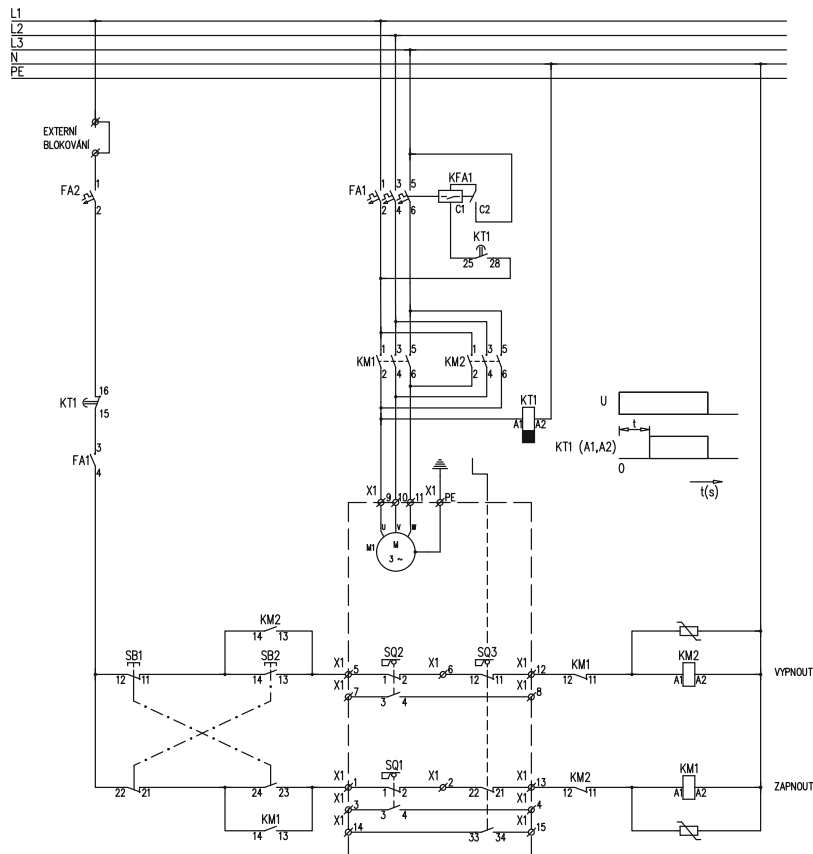 L1
L2
L3
N
PE
EXTERNÍ
BLOKOVÁNÍ
FA2 1 2
FA1 1 3 5
2 4 6
KFA1
C1 C2
KT1
25 28
KM1 1 3 5
2 4 6
KM2 1 3 5
2 4 6
KT1 16
15
KT1
A1 A2
U
t
KT1 (A1,A2)
0
t(s)
FA1 3
4
X1 9 10 11 X1 PE
U V W
M1 M
3 ~
KM2
14 13
SB1 SB2
12 11 14 13
X1 5 SQ2 X1 6 SQ3 X1 12 KM1 KM2
1 2 12 11 12 11 A1 A2
VYPNOUT
X1 7 3 4 X1 8
22 21 24 23
X1 1 SQ1 X1 2 X1 13 KM2 KM1
1 2 22 21 12 11 A1 A2
ZAPNOUT
X1 3 3 4 X1 4
KM1
14 13
X1 14 33 34 X1 15